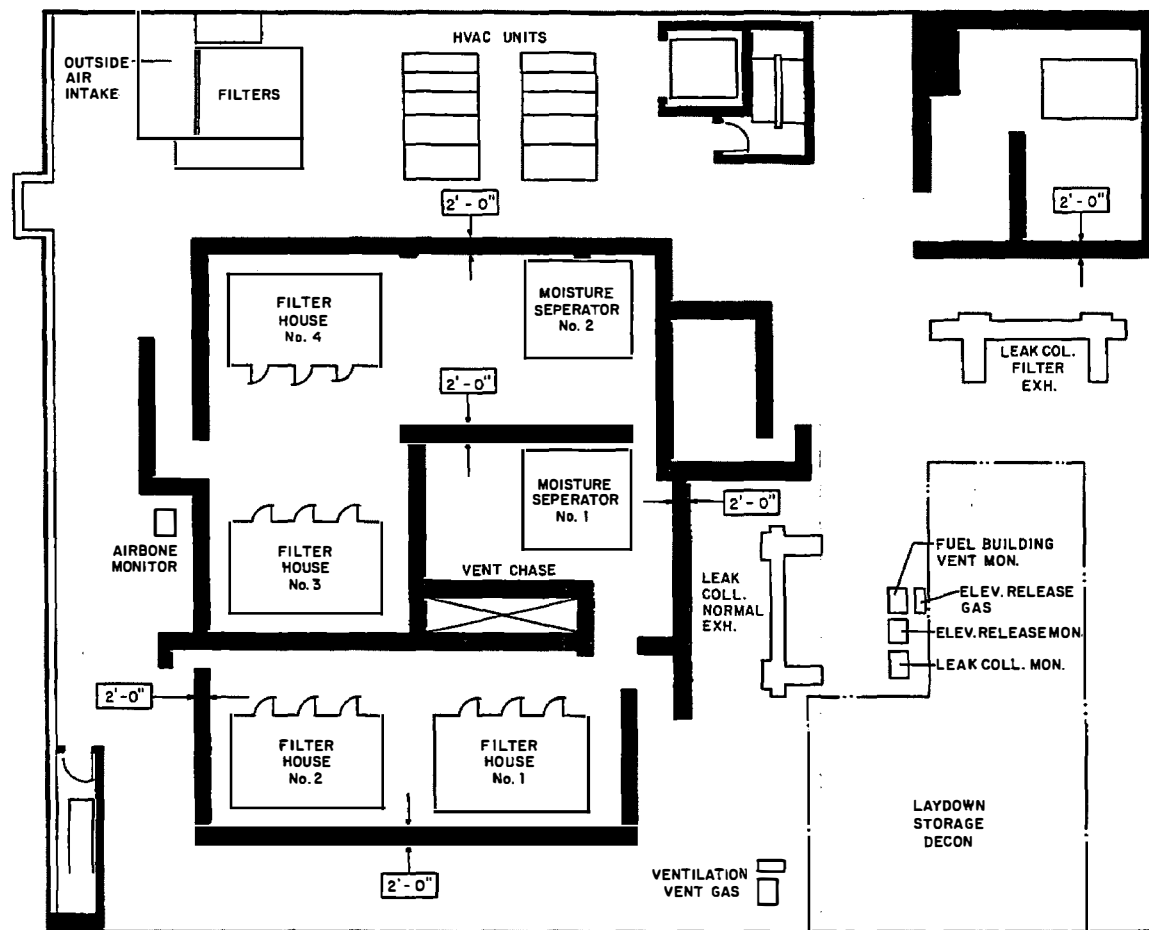 HVAC UNITS
OUTSIDE
AIR
INTAKE
FILTERS
2'-0"
2'-0"
FILTER
HOUSE
No. 4
MOISTURE
SEPERATOR
No. 2
LEAK COL.
FILTER
EXH.
2'-0"
MOISTURE
SEPERATOR
No. 1
2'-0"
AIRBONE
MONITOR
FILTER
HOUSE
No. 3
VENT CHASE
LEAK
COLL.
NORMAL
EXH.
FUEL BUILDING
VENT MON.
ELEV. RELEASE
GAS
ELEV. RELEASE MON.
LEAK COLL. MON.
2'-0"
FILTER
HOUSE
No. 2
FILTER
HOUSE
No. 1
LAYDOWN
STORAGE
DECON
VENTILATION
VENT GAS
2'-0"